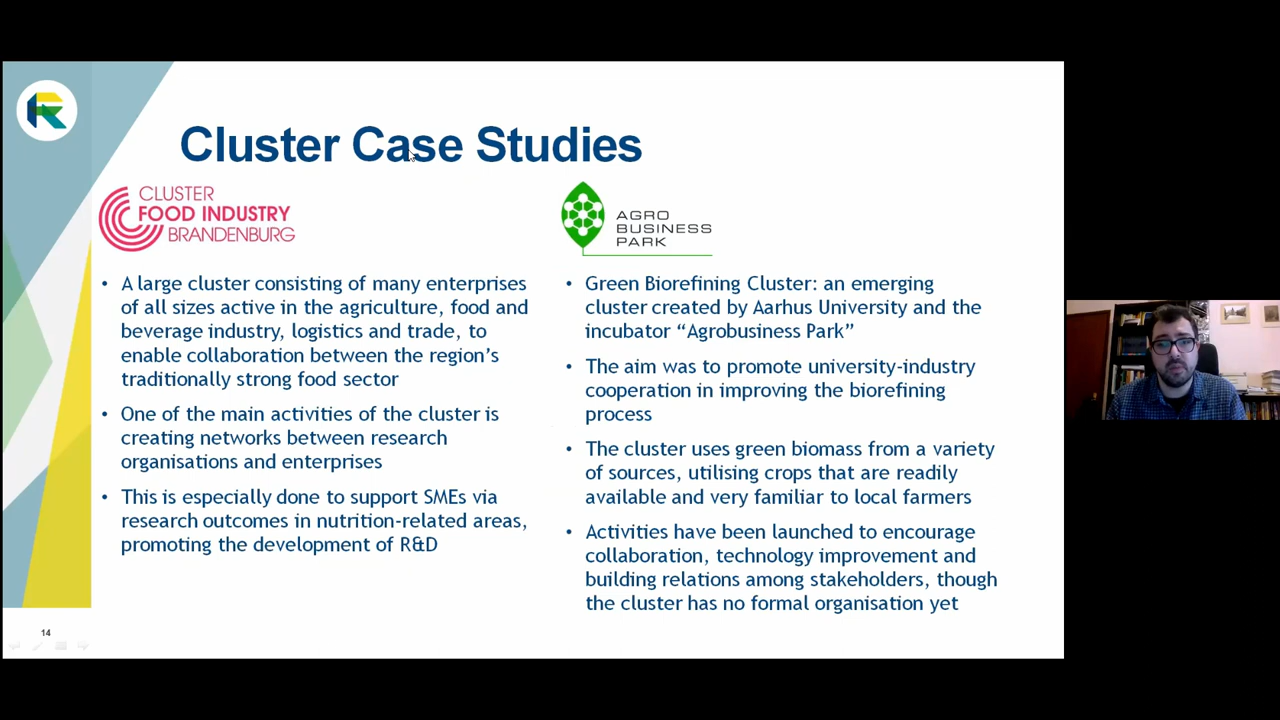 Cluster Case Studies
CLUSTER
FOOD INDUSTRY
BRANDENBURG
• A large cluster consisting of many enterprises
of all sizes active in the agriculture, food and
beverage industry, logistics and trade, to
enable collaboration between the region’s
traditionally strong food sector
• One of the main activities of the cluster is
creating networks between research
organisations and enterprises
• This is especially done to support SMEs via
research outcomes in nutrition-related areas,
promoting the development of R&D
AGRO
BUSINESS
PARK
• Green Biorefining Cluster: an emerging
cluster created by Aarhus University and the
incubator “Agrobusiness Park”
• The aim was to promote university-industry
cooperation in improving the biorefining
process
• The cluster uses green biomass from a variety
of sources, utilising crops that are readily
available and very familiar to local farmers
• Activities have been launched to encourage
collaboration, technology improvement and
building relations among stakeholders, though
the cluster has no formal organisation yet
14